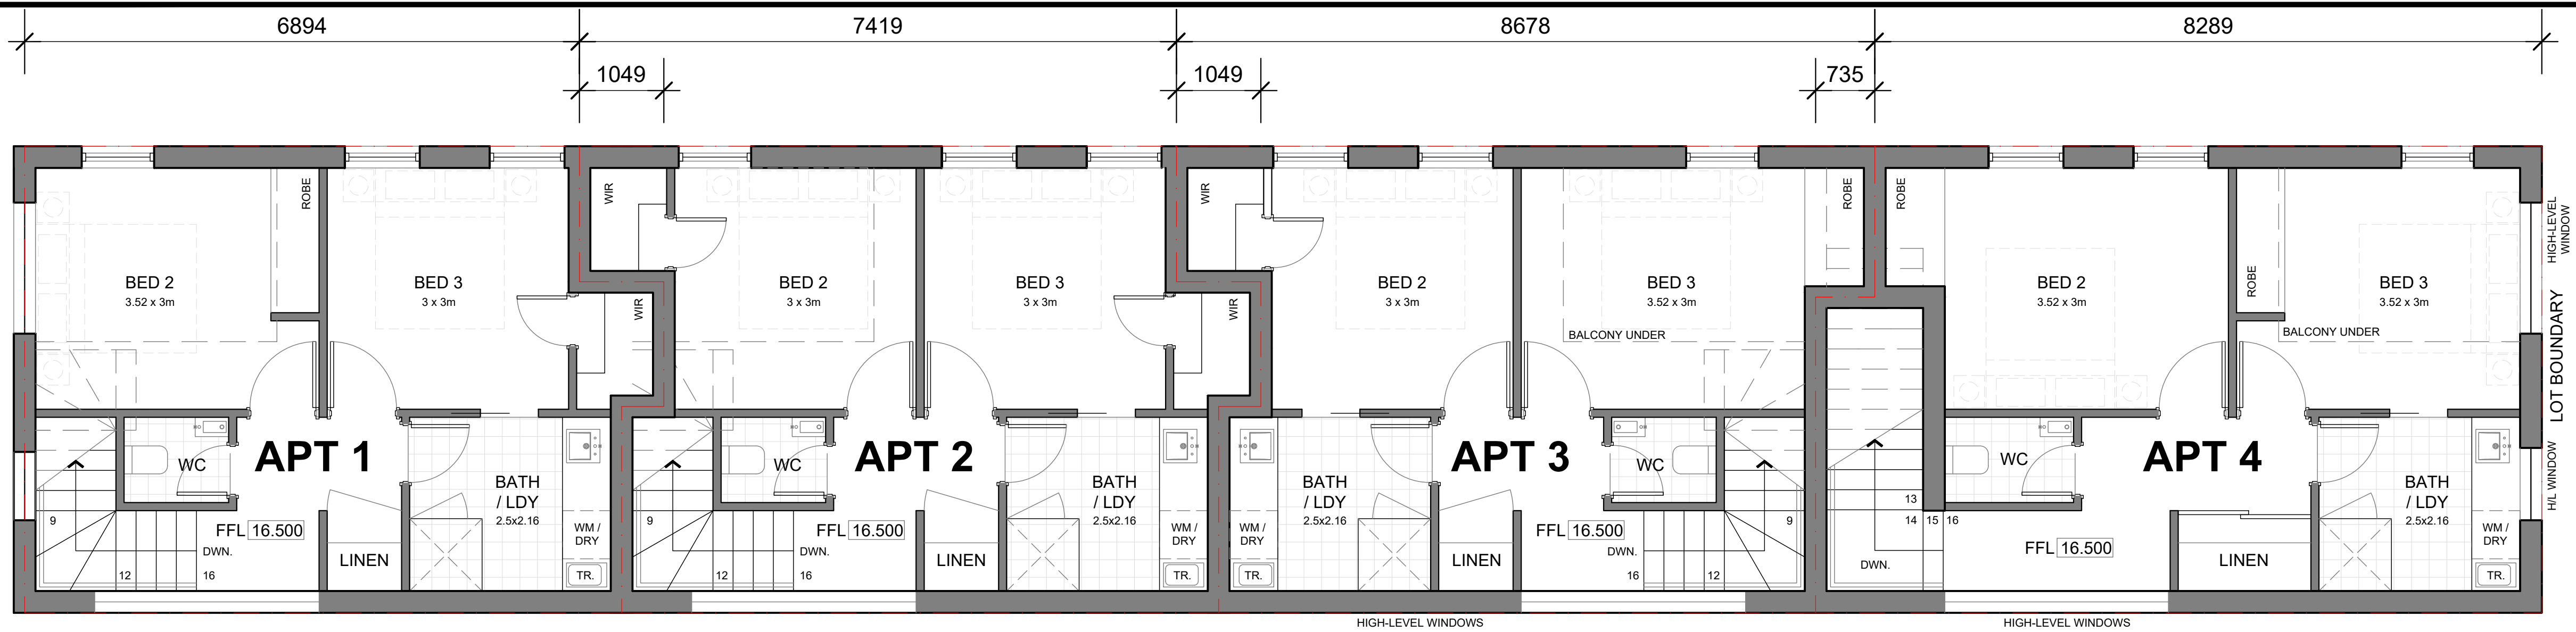 6894
7419
8678
8289
1049
1049
735
ROBE
WIR
WIR
ROBE
ROBE
HIGH-LEVEL
WINDOW
BED 2
3.52 x 3m
BED 3
3 x 3m
WIR
BED 2
3 x 3m
BED 3
3 x 3m
WIR
BED 2
3 x 3m
BED 3
3.52 x 3m
BALCONY UNDER
BED 2
3.52 x 3m
ROBE
BED 3
3.52 x 3m
BALCONY UNDER
LOT BOUNDARY
H/L WINDOW
APT 1
WC
BATH
/ LDY
2.5x2.16
9
FFL 16.500
DWN.
12
16
LINEN
WM /
DRY
TR.
APT 2
WC
BATH
/ LDY
2.5x2.16
9
FFL 16.500
DWN.
12
16
LINEN
WM /
DRY
TR.
APT 3
WC
BATH
/ LDY
2.5x2.16
WM /
DRY
TR.
LINEN
FFL 16.500
DWN.
16
12
9
APT 4
WC
BATH
/ LDY
2.5x2.16
13
14
15
16
DWN.
FFL 16.500
LINEN
WM /
DRY
TR.
HIGH-LEVEL WINDOWS
HIGH-LEVEL WINDOWS